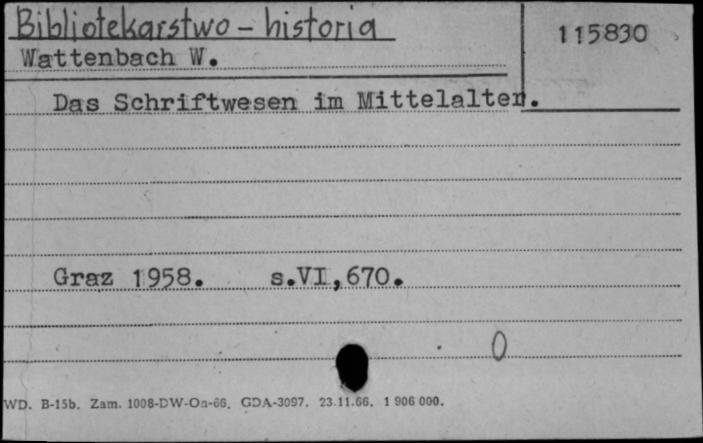 Bibliotekarstwo - historia
115830
Wattenbach W.
Das Schriftwesen im Mittelalter.
Graz 1958. s.VI,670.
0
WD. B-15b. Zam. 1008-DW-On-66. GDA-3097. 23.11.66. 1 906 000.